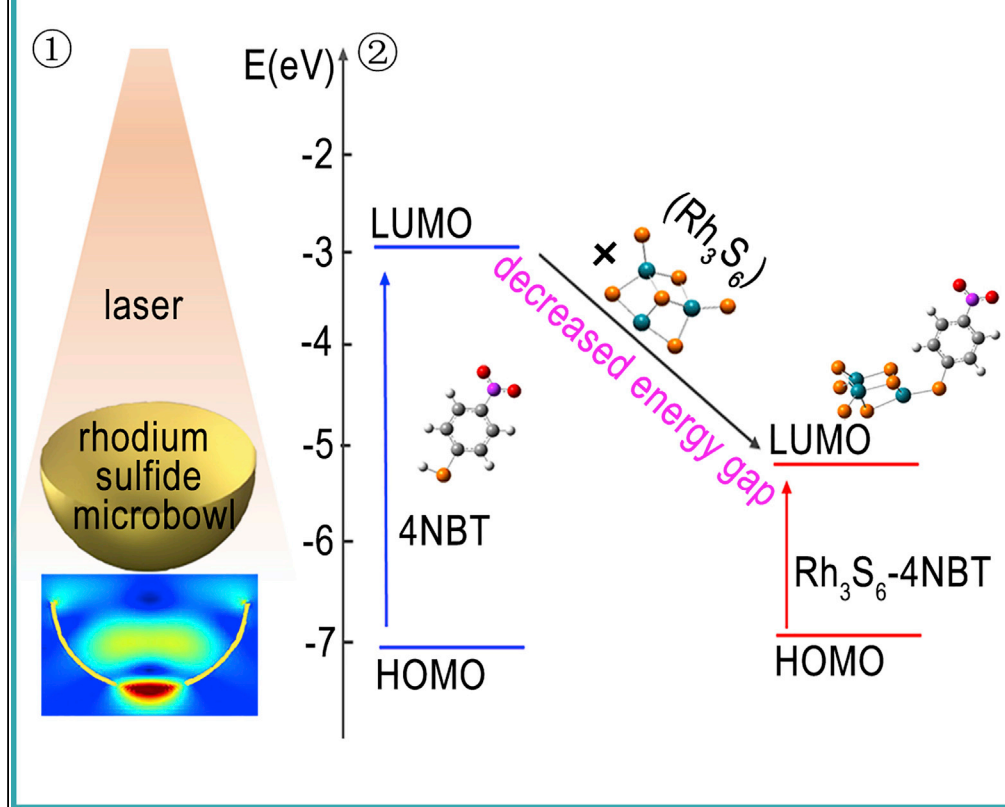 ①
laser
rhodium
sulfide
microbowl
②
E(eV)
-2
-3
-4
-5
-6
-7
LUMO
4NBT
HOMO
×
(Rh₃S₆)
decreased energy gap
LUMO
Rh₃S₆-4NBT
HOMO